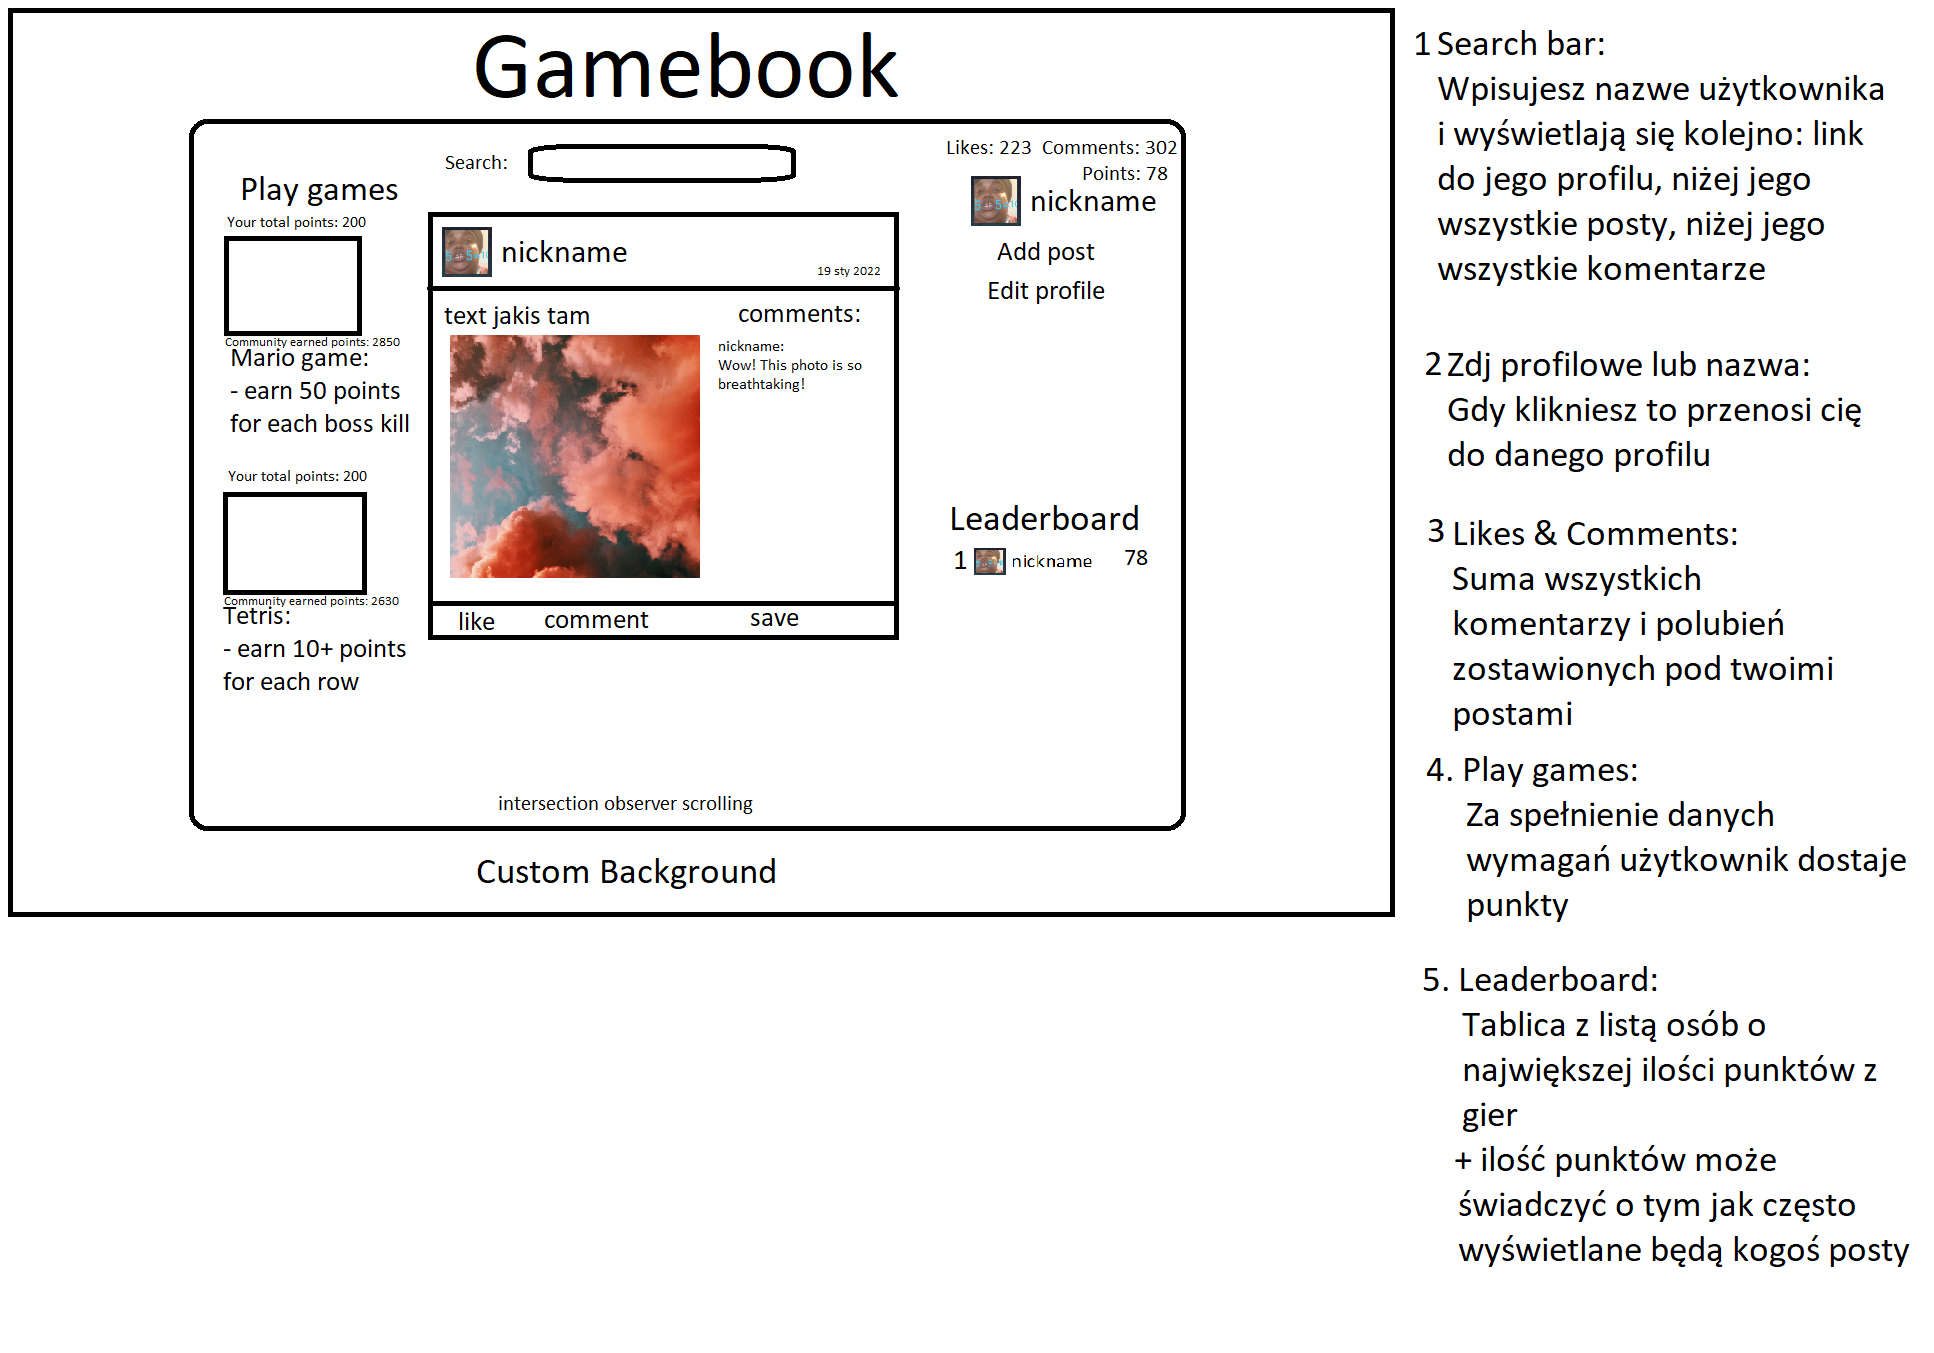 Gamebook
Search:
Likes: 223 Comments: 302
Points: 78
nickname
Add post
Edit profile
Play games
Your total points: 200
Community earned points: 2850
Mario game:
- earn 50 points
for each boss kill
Your total points: 200
Community earned points: 2630
Tetris:
- earn 10+ points
for each row
nickname
19 sty 2022
text jakis tam
comments:
nickname:
Wow! This photo is so
breathtaking!
like comment save
Leaderboard
1 nickname 78
intersection observer scrolling
Custom Background
1 Search bar:
Wpisujesz nazwe użytkownika
i wyświetlają się kolejno: link
do jego profilu, niżej jego
wszystkie posty, niżej jego
wszystkie komentarze
2 Zdj profilowe lub nazwa:
Gdy klikniesz to przenosi cię
do danego profilu
3 Likes & Comments:
Suma wszystkich
komentarzy i polubień
zostawionych pod twoimi
postami
4. Play games:
Za spełnienie danych
wymagań użytkownik dostaje
punkty
5. Leaderboard:
Tablica z listą osób o
największej ilości punktów z
gier
+ ilość punktów może
świadczyć o tym jak często
wyświetlane będą kogoś posty